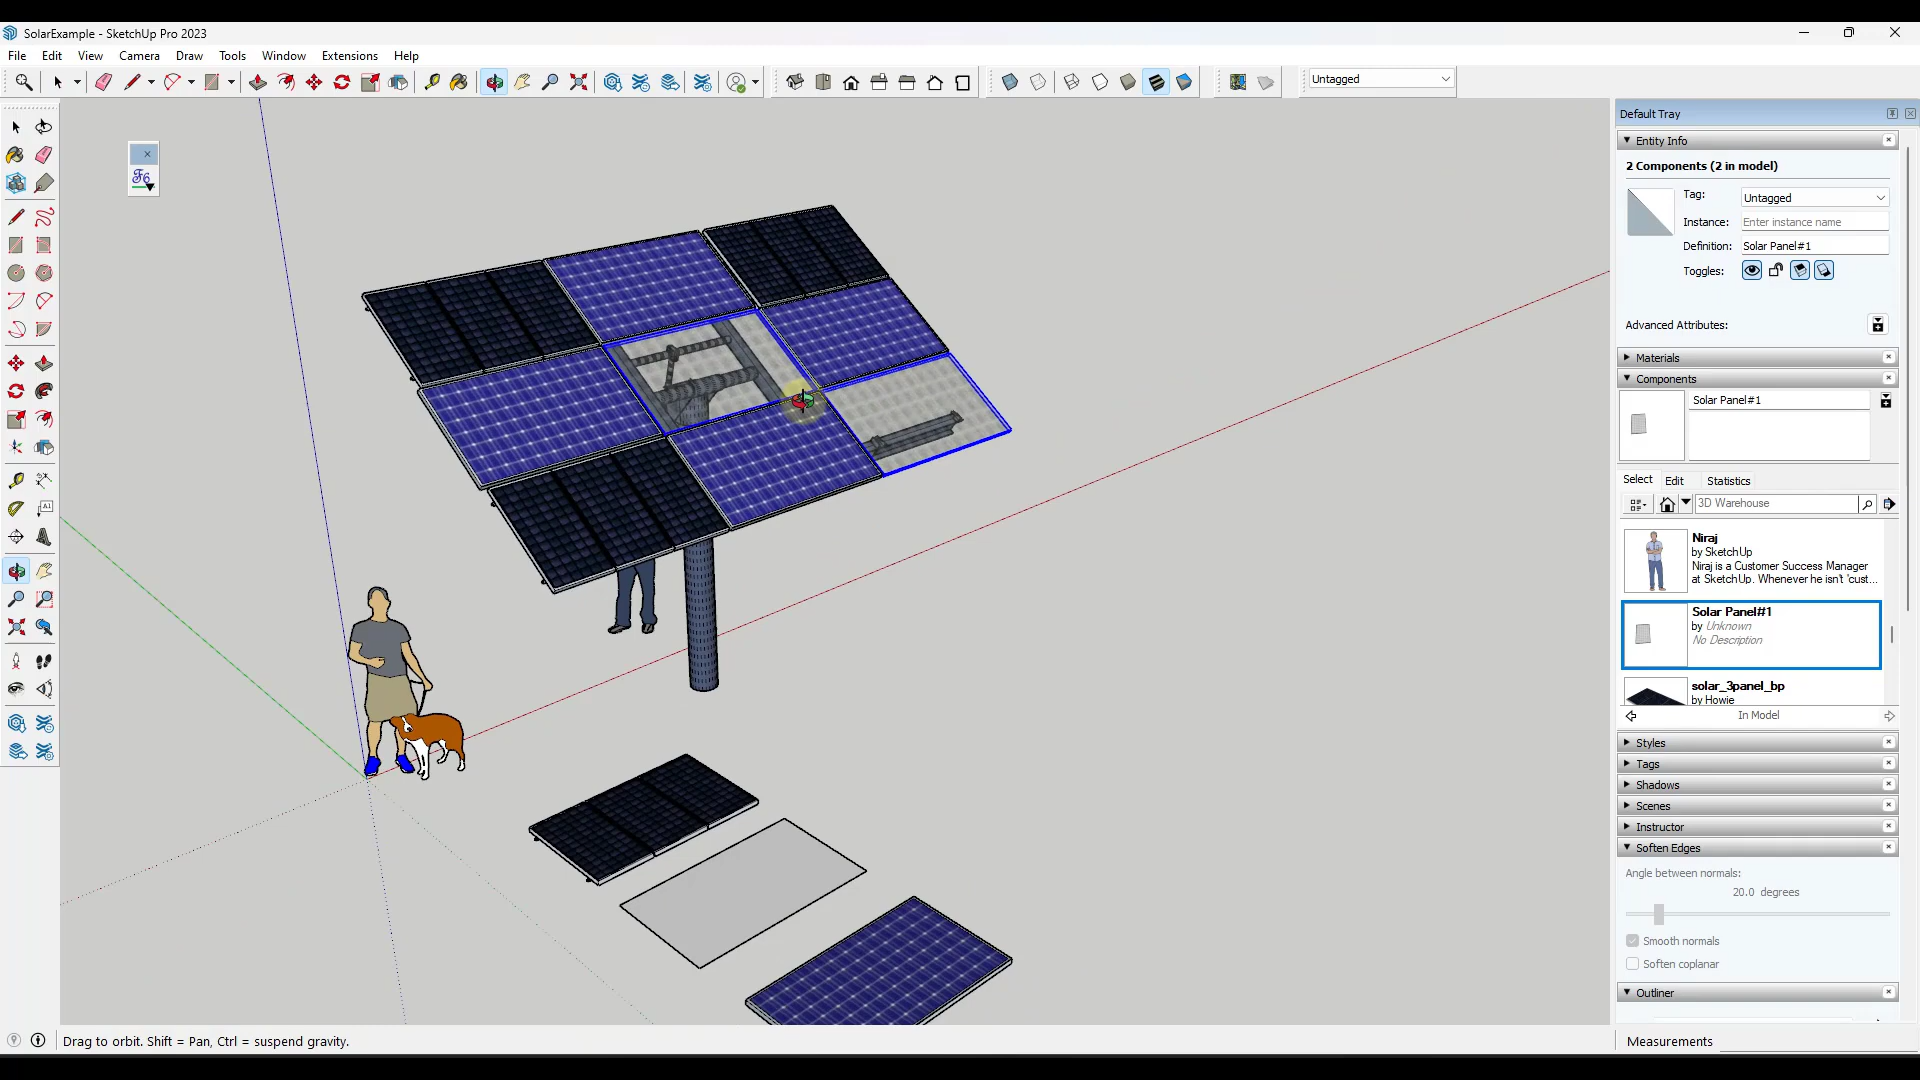 SolarExample - SketchUp Pro 2023
File Edit View Camera Draw Tools Window Extensions Help
Untagged
F6
Default Tray
Entity Info
2 Components (2 in model)
Tag: Untagged
Instance: Enter instance name
Definition: Solar Panel#1
Toggles:
Advanced Attributes:
Materials
Components
Solar Panel#1
Select Edit Statistics
3D Warehouse
Niraj
by SketchUp
Niraj is a Customer Success Manager
at SketchUp. Whenever he isn't 'cust...
Solar Panel#1
by Unknown
No Description
solar_3panel_bp
by Howie
In Model
Styles
Tags
Shadows
Scenes
Instructor
Soften Edges
Angle between normals:
20.0 degrees
Smooth normals
Soften coplanar
Outliner
Drag to orbit. Shift = Pan, Ctrl = suspend gravity.
Measurements